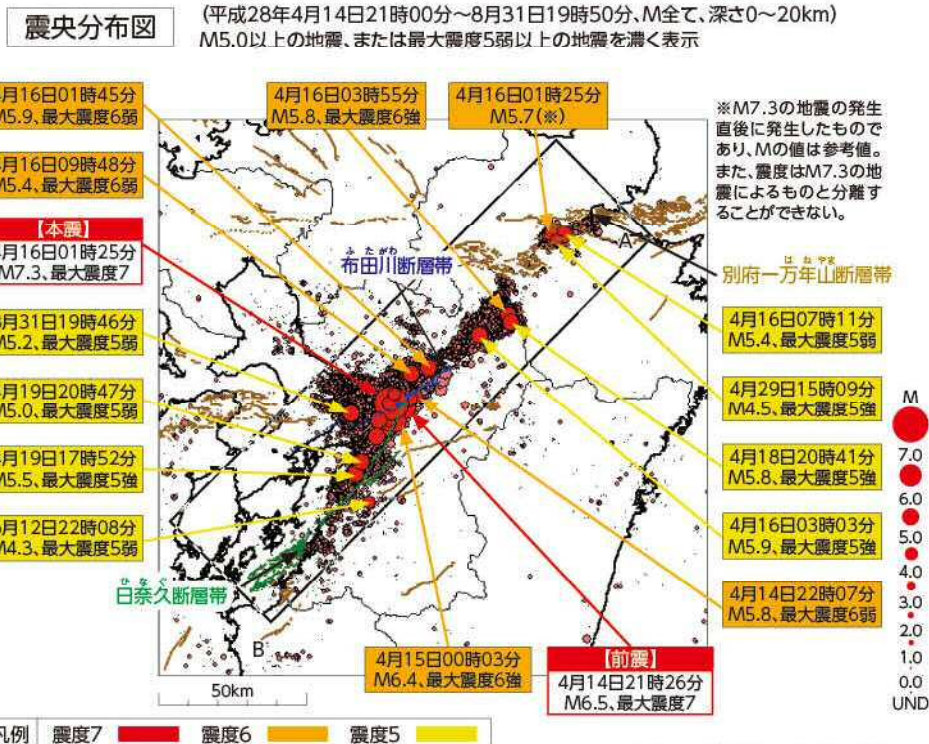 震央分布図
(平成28年4月14日21時00分～8月31日19時50分、M全て、深さ0～20km)
M5.0以上の地震、または最大震度5弱以上の地震を濃く表示
月16日01時45分
M5.9、最大震度6弱
4月16日03時55分
M5.8、最大震度6強
4月16日01時25分
M5.7(※)
※M7.3の地震の発生
直後に発生したもので
あり、Mの値は参考値。
また、震度はM7.3の地
震によるものと分離す
ることができない。
月16日09時48分
M5.4、最大震度6弱
【本震】
4月16日01時25分
M7.3、最大震度7
ふたがわ
布田川断層帯
A
はねやま
別府ー万年山断層帯
月31日19時46分
M5.2、最大震度5弱
月19日20時47分
M5.0、最大震度5弱
月19日17時52分
M5.5、最大震度5強
月12日22時08分
M4.3、最大震度5弱
4月16日07時11分
M5.4、最大震度5弱
4月29日15時09分
M4.5、最大震度5強
4月18日20時41分
M5.8、最大震度5強
4月16日03時03分
M5.9、最大震度5強
4月14日22時07分
M5.8、最大震度6弱
M
7.0
6.0
5.0
4.0
3.0
2.0
1.0
0.0
UND
ひなぐ
日奈久断層帯
B
4月15日00時03分
M6.4、最大震度6強
【前震】
4月14日21時26分
M6.5、最大震度7
50km
凡例 震度7 震度6 震度5